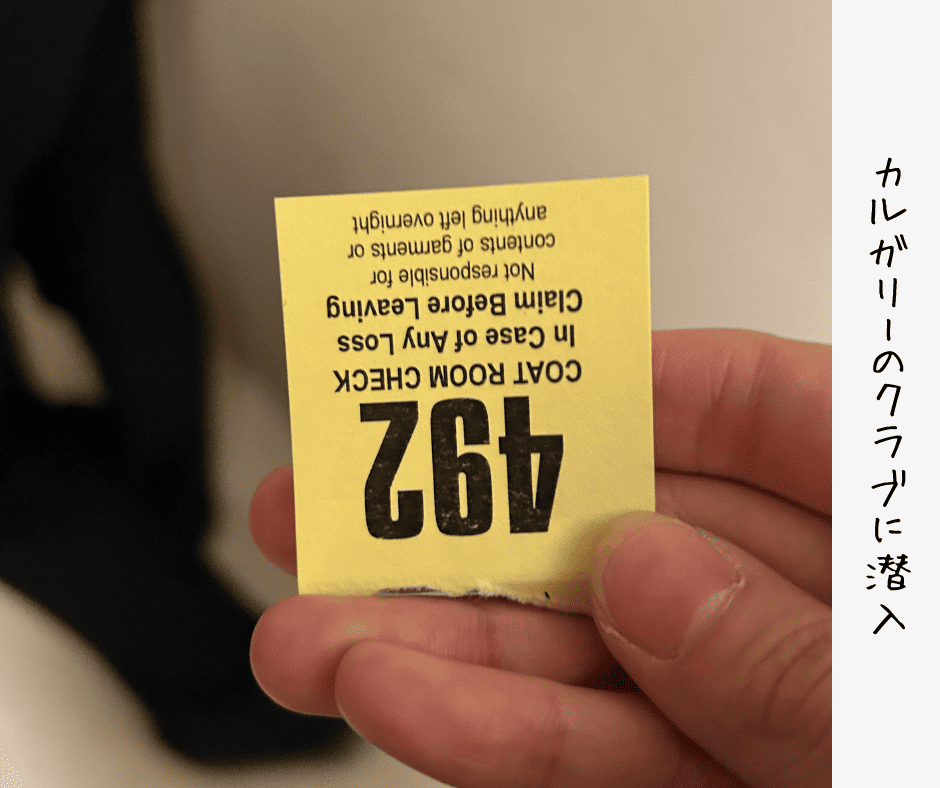 492
COAT ROOM CHECK
In Case of Any Loss
Claim Before Leaving
Not responsible for
contents of garments or
anything left overnight
カルガリーのクラブに潜入